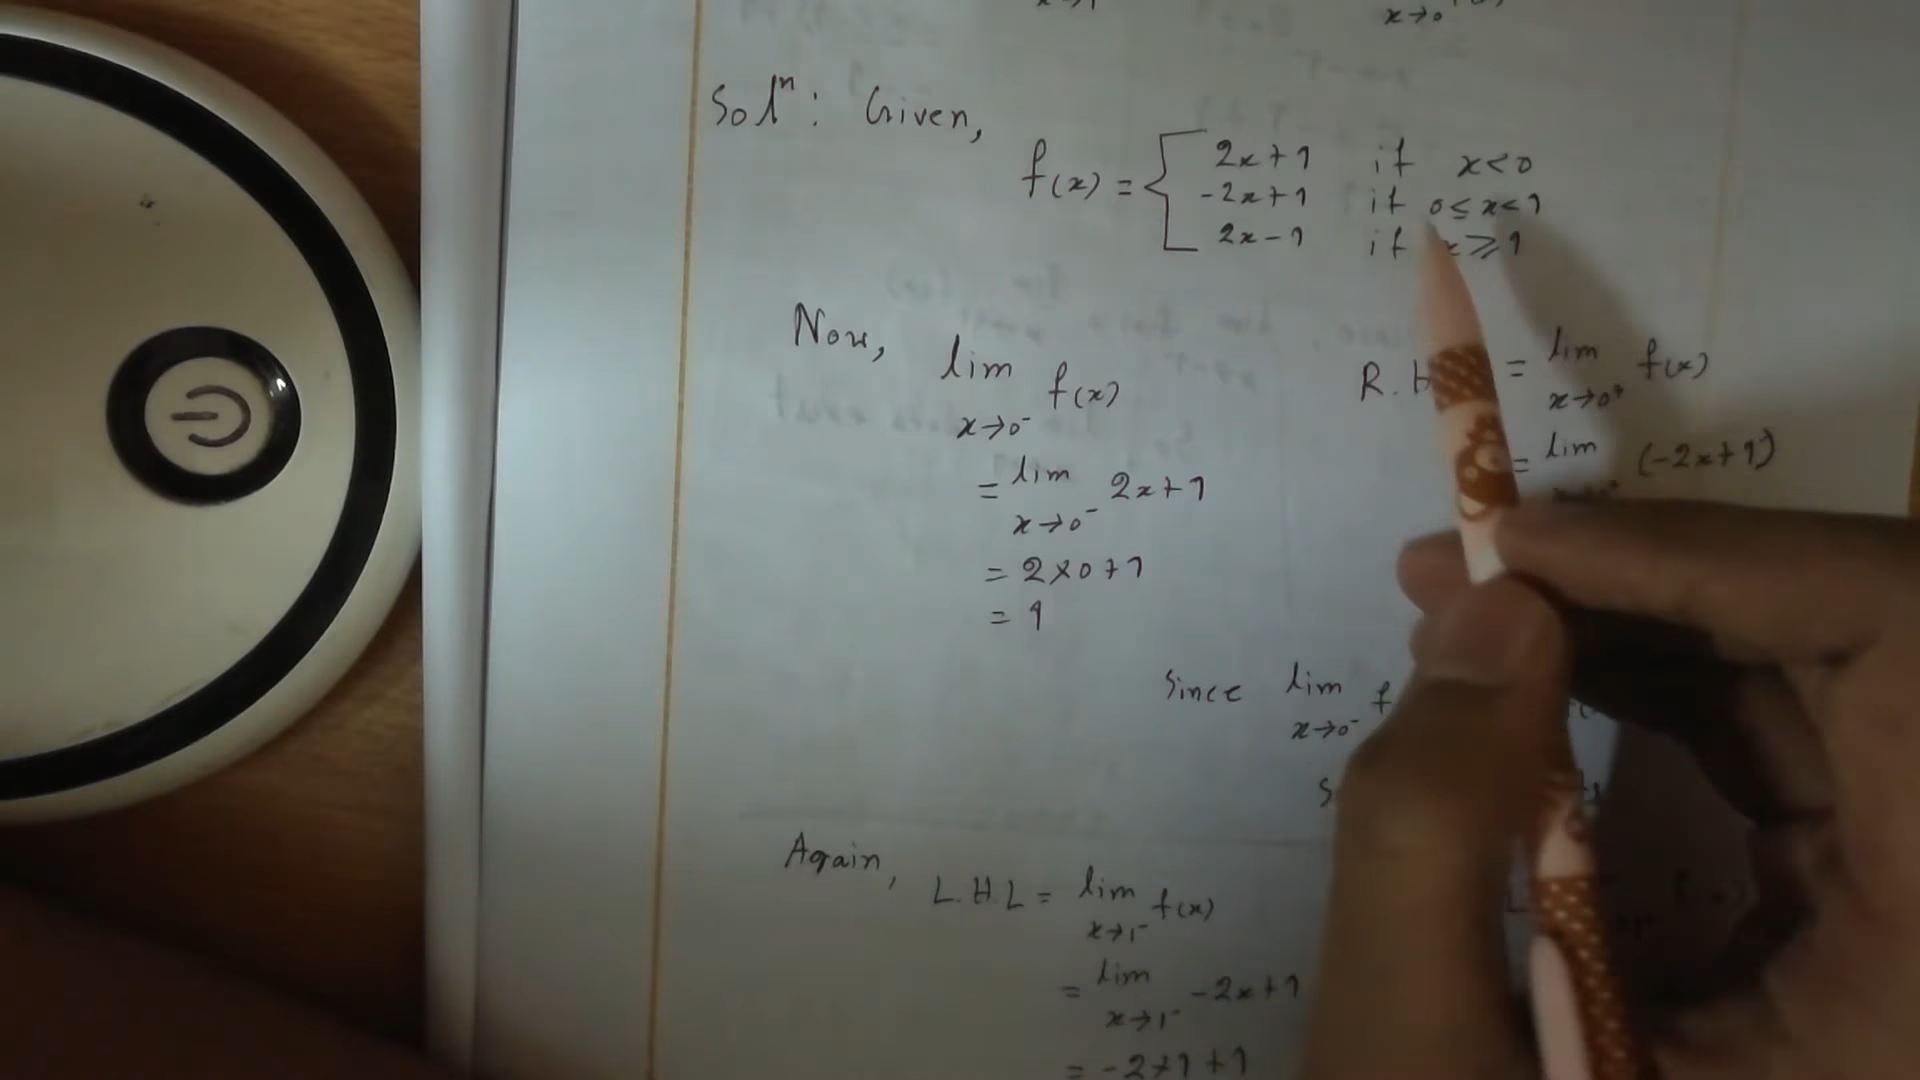 x→0
Solⁿ: Given,
f(x) = { 2x+1 if x<0
-2x+1 if 0≤x<1
2x-1 if x≥1
Now, lim f(x)
x→0⁻
= lim 2x+1
x→0⁻
= 2×0+1
= 1
R.H = lim f(x)
x→0⁺
= lim (-2x+1)
Since lim f
x→0⁻
Again, L.H.L = lim f(x)
x→1⁻
= lim -2x+1
x→1⁻
= -2×1+1